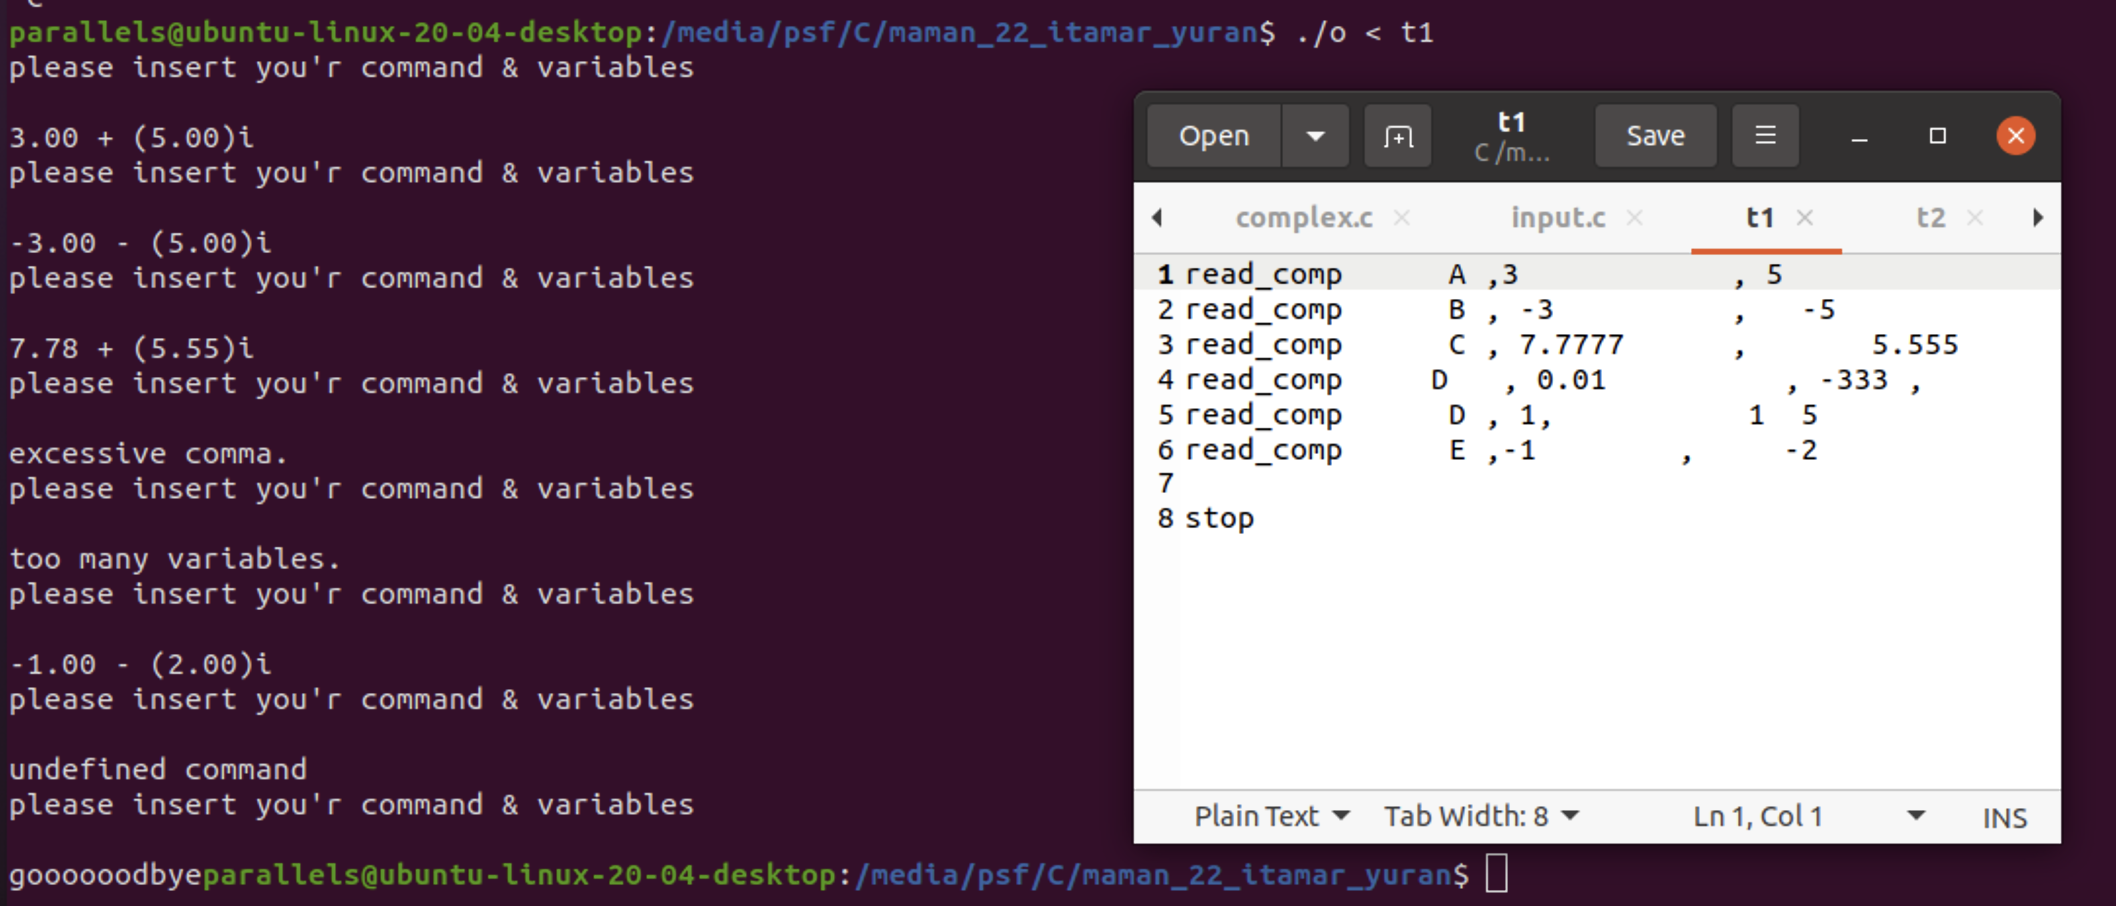 parallels@ubuntu-linux-20-04-desktop:/media/psf/C/maman_22_itamar_yuran$ ./o < t1
please insert you'r command & variables
3.00 + (5.00)i
please insert you'r command & variables
-3.00 - (5.00)i
please insert you'r command & variables
7.78 + (5.55)i
please insert you'r command & variables
excessive comma.
please insert you'r command & variables
too many variables.
please insert you'r command & variables
-1.00 - (2.00)i
please insert you'r command & variables
undefined command
please insert you'r command & variables
goooooodbyeparallels@ubuntu-linux-20-04-desktop:/media/psf/C/maman_22_itamar_yuran$
Open t1 Save
C /m...
complex.c × input.c × t1 × t2 ×
1 read_comp      A ,3            , 5
2 read_comp      B , -3          ,   -5
3 read_comp      C , 7.7777      ,       5.555
4 read_comp     D   , 0.01          , -333 ,
5 read_comp      D , 1,           1  5
6 read_comp      E ,-1        ,     -2
7
8 stop
Plain Text Tab Width: 8 Ln 1, Col 1 INS